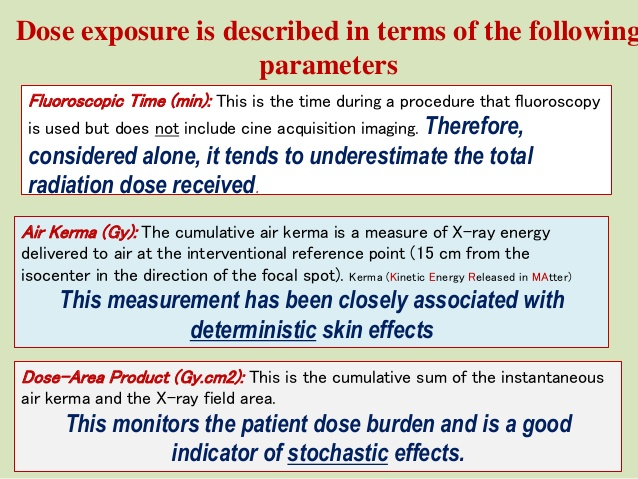 Dose exposure is described in terms of the following
parameters
Fluoroscopic Time (min): This is the time during a procedure that fluoroscopy
is used but does not include cine acquisition imaging. Therefore,
considered alone, it tends to underestimate the total
radiation dose received.
Air Kerma (Gy): The cumulative air kerma is a measure of X-ray energy
delivered to air at the interventional reference point (15 cm from the
isocenter in the direction of the focal spot). Kerma (Kinetic Energy Released in MAtter)
This measurement has been closely associated with
deterministic skin effects
Dose-Area Product (Gy.cm2): This is the cumulative sum of the instantaneous
air kerma and the X-ray field area.
This monitors the patient dose burden and is a good
indicator of stochastic effects.